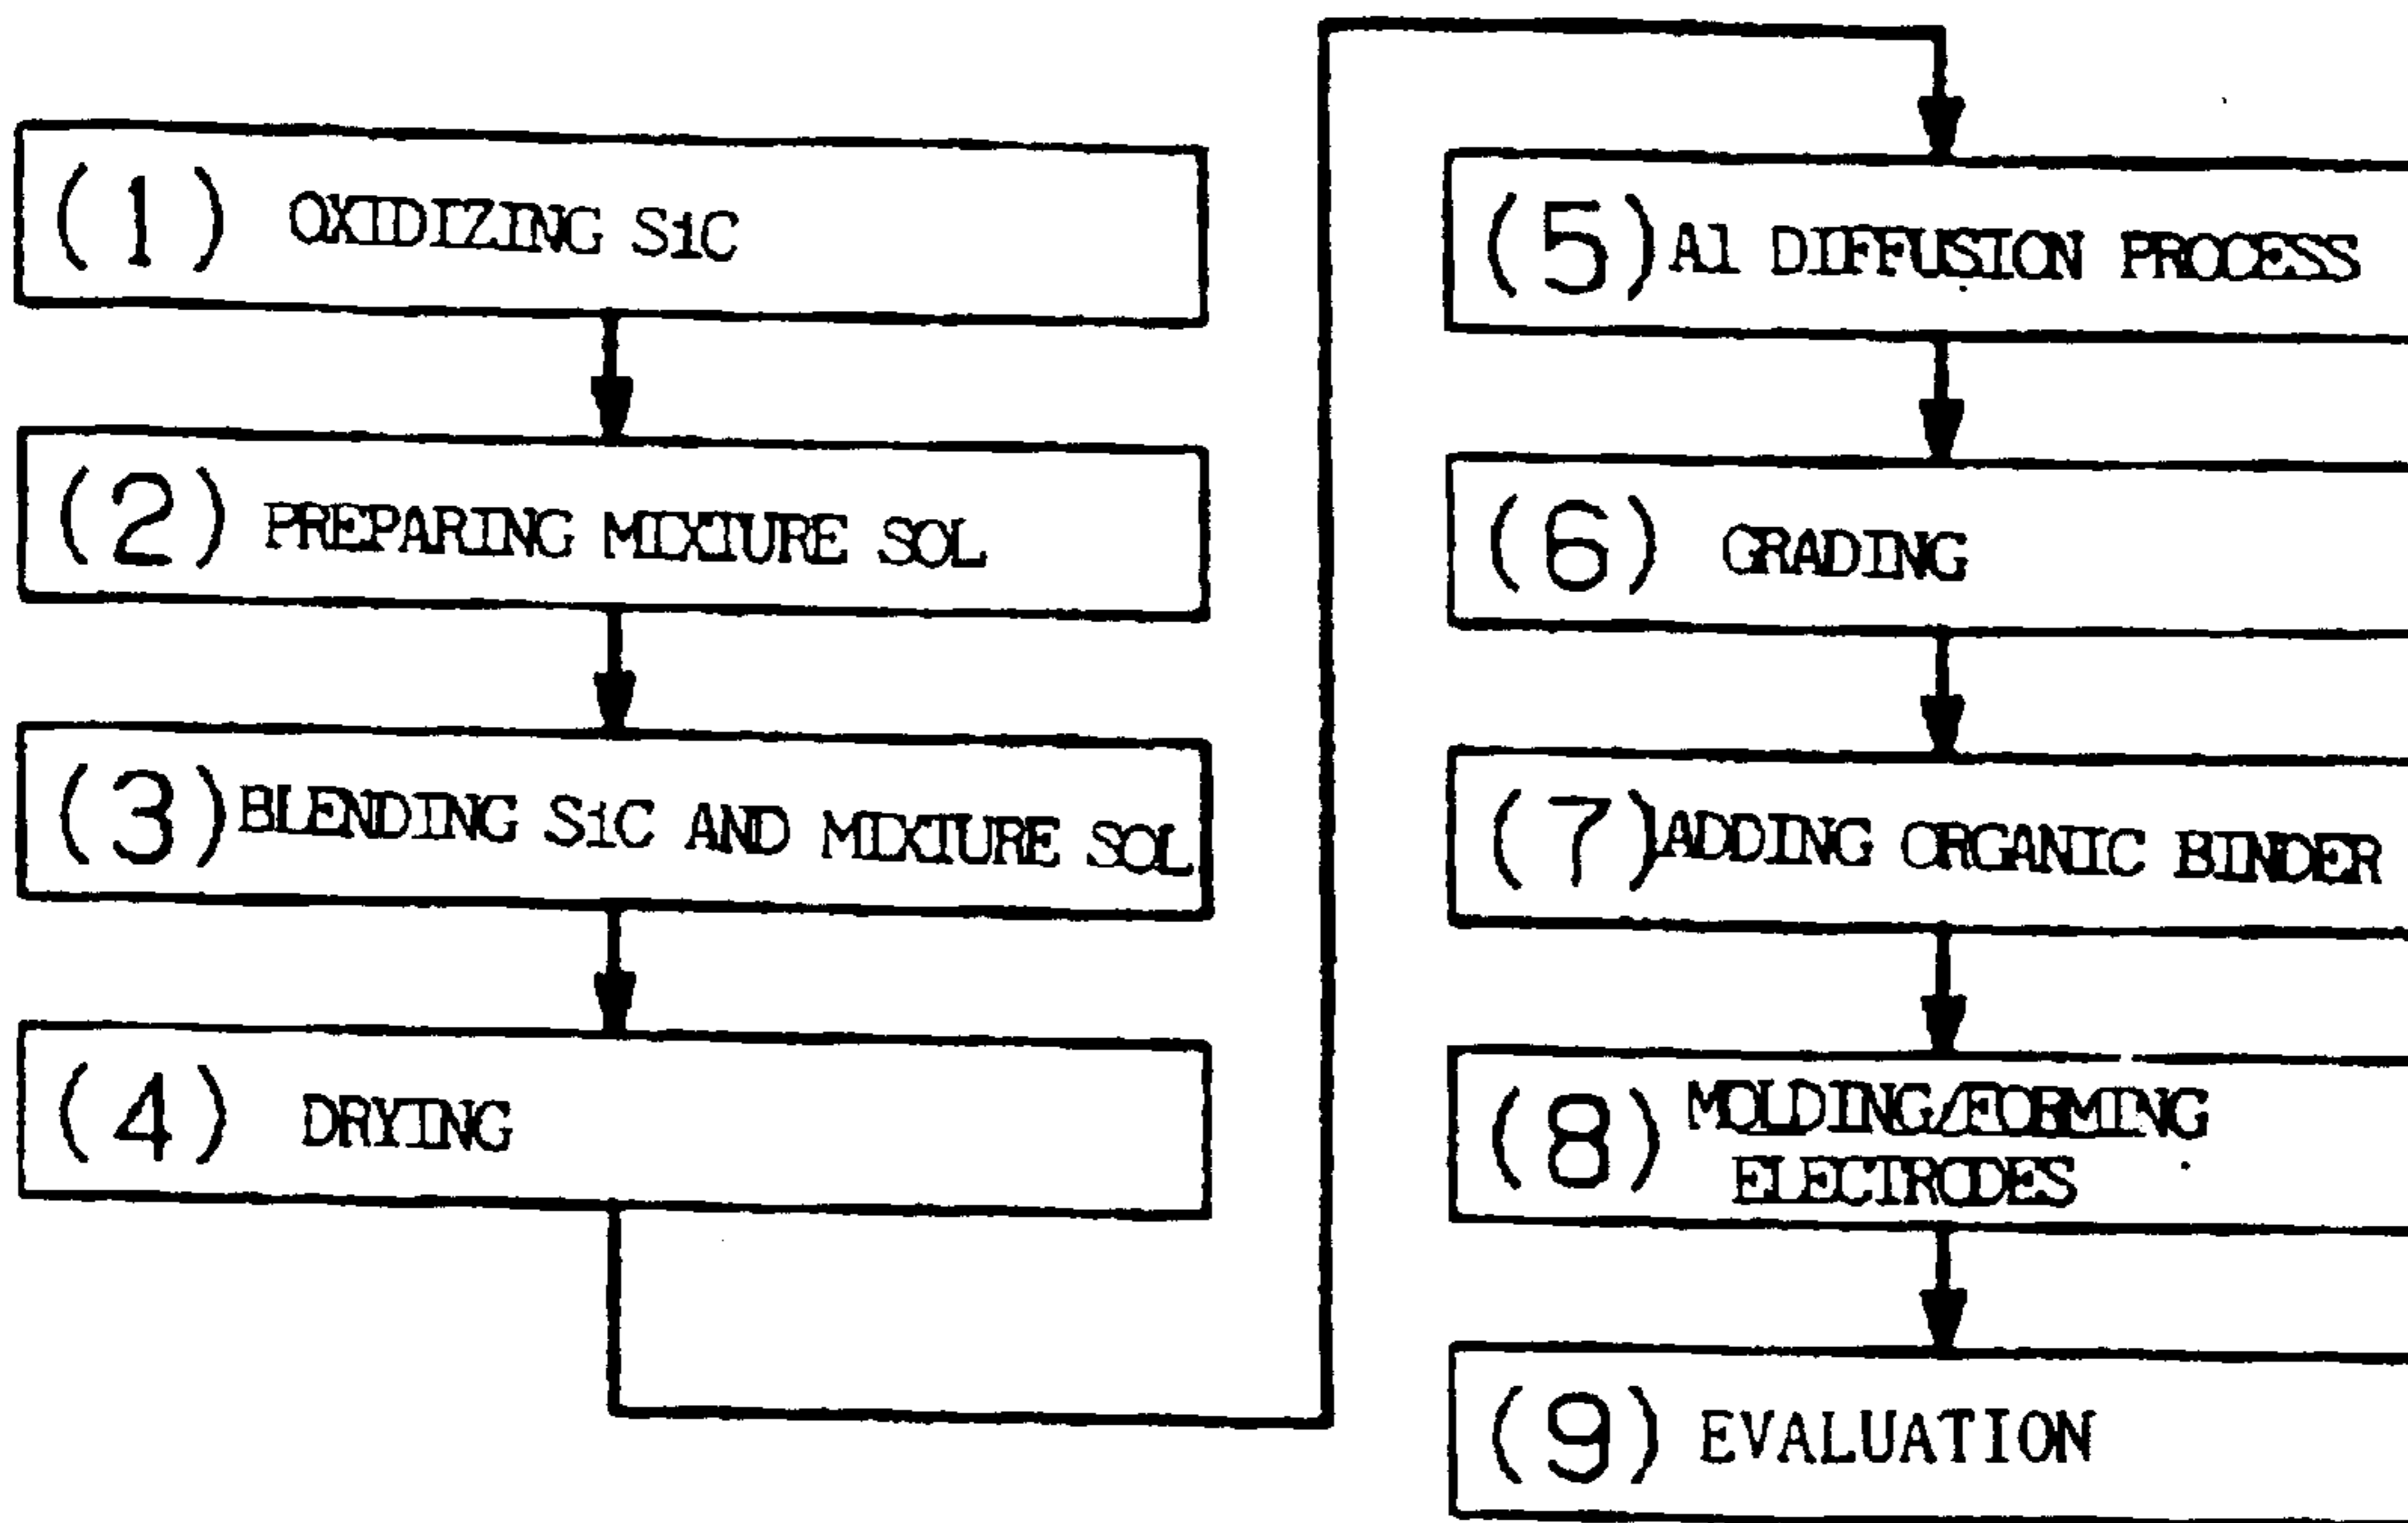 (1) OXIDIZING SiC
(2) PREPARING MIXTURE SOL
(3) BLENDING SiC AND MIXTURE SOL
(4) DRYING
(5) Al DIFFUSION PROCESS
(6) GRADING
(7) ADDING ORGANIC BINDER
(8) MOLDING/FORMING
ELECTRODES
(9) EVALUATION